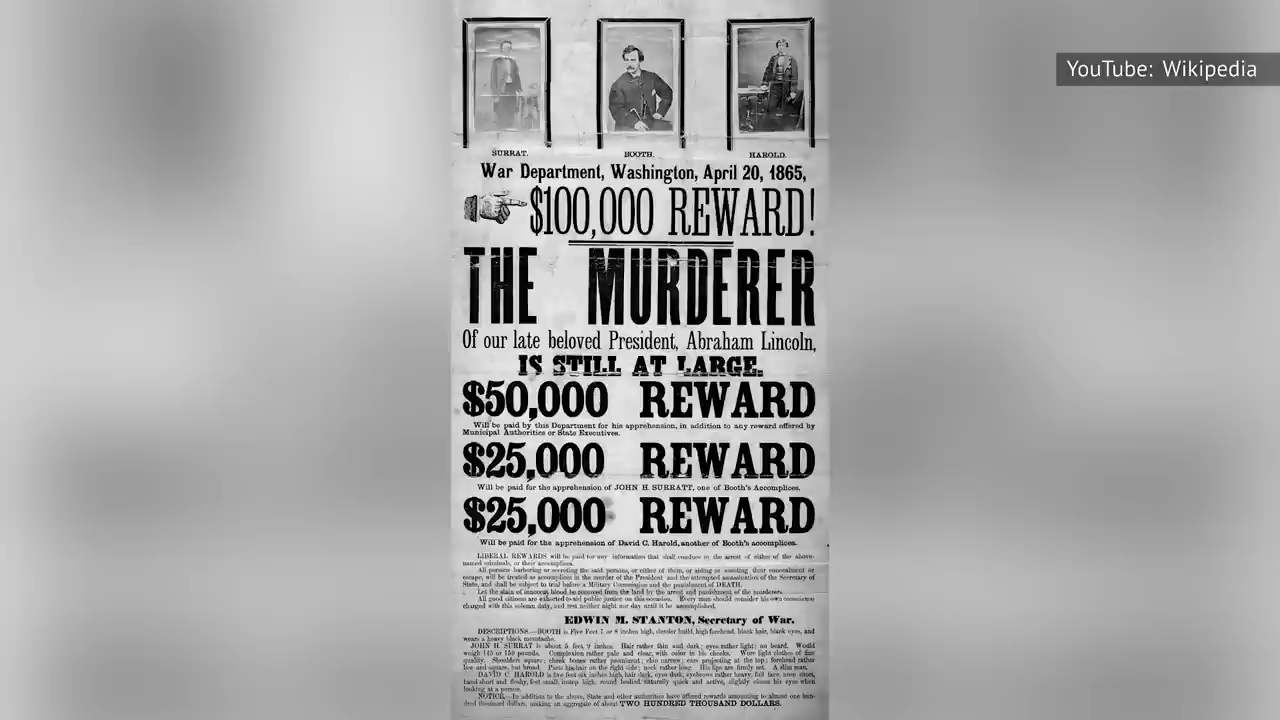 YouTube: Wikipedia
SURRAT. BOOTH. HAROLD.
War Department, Washington, April 20, 1865,
$100,000 REWARD!
THE MURDERER
Of our late beloved President, Abraham Lincoln,
IS STILL AT LARGE.
$50,000 REWARD
Will be paid by this Department for his apprehension, in addition to any reward offered by
Municipal Authorities or State Executives.
$25,000 REWARD
Will be paid for the apprehension of JOHN H. SURRATT, one of Booth's Accomplices.
$25,000 REWARD
Will be paid for the apprehension of David C. Harold, another of Booth's accomplices.
LIBERAL REWARDS will be paid for any information that shall conduce to the arrest of either of the above-
named criminals, or their accomplices.
All persons harboring or secreting the said persons, or either of them, or aiding or assisting their concealment or
escape, will be treated as accomplices in the murder of the President and the attempted assassination of the Secretary of
State, and shall be subject to trial before a Military Commission and the punishment of DEATH.
Let the stain of innocent blood be removed from the land by the arrest and punishment of the murderers.
All good citizens are exhorted to aid public justice on this occasion. Every man should consider his own conscience
charged with this solemn duty, and rest neither night nor day until it be accomplished.
EDWIN M. STANTON, Secretary of War.
DESCRIPTIONS.—BOOTH is Five Feet 7 or 8 inches high, slender build, high forehead, black hair, black eyes, and
wears a heavy black moustache.
JOHN H. SURRAT is about 5 feet, 9 inches. Hair rather thin and dark; eyes rather light; no beard. Would
weigh 145 or 150 pounds. Complexion rather pale and clear, with color in his cheeks. Wore light clothes of fine
quality. Shoulders square; cheek bones rather prominent; chin narrow; ears projecting at the top; forehead rather
low and square, but broad. Parts his hair on the right side; neck rather long. His lips are firmly set. A slim man.
DAVID C. HAROLD is five feet six inches high, hair dark, eyes dark, eyebrows rather heavy, full face, nose short,
hand short and fleshy, feet small, instep high, round bodied, naturally quick and active, slightly closes his eyes when
looking at a person.
NOTICE.—In addition to the above, State and other authorities have offered rewards amounting to almost one hun-
dred thousand dollars, making an aggregate of about TWO HUNDRED THOUSAND DOLLARS.